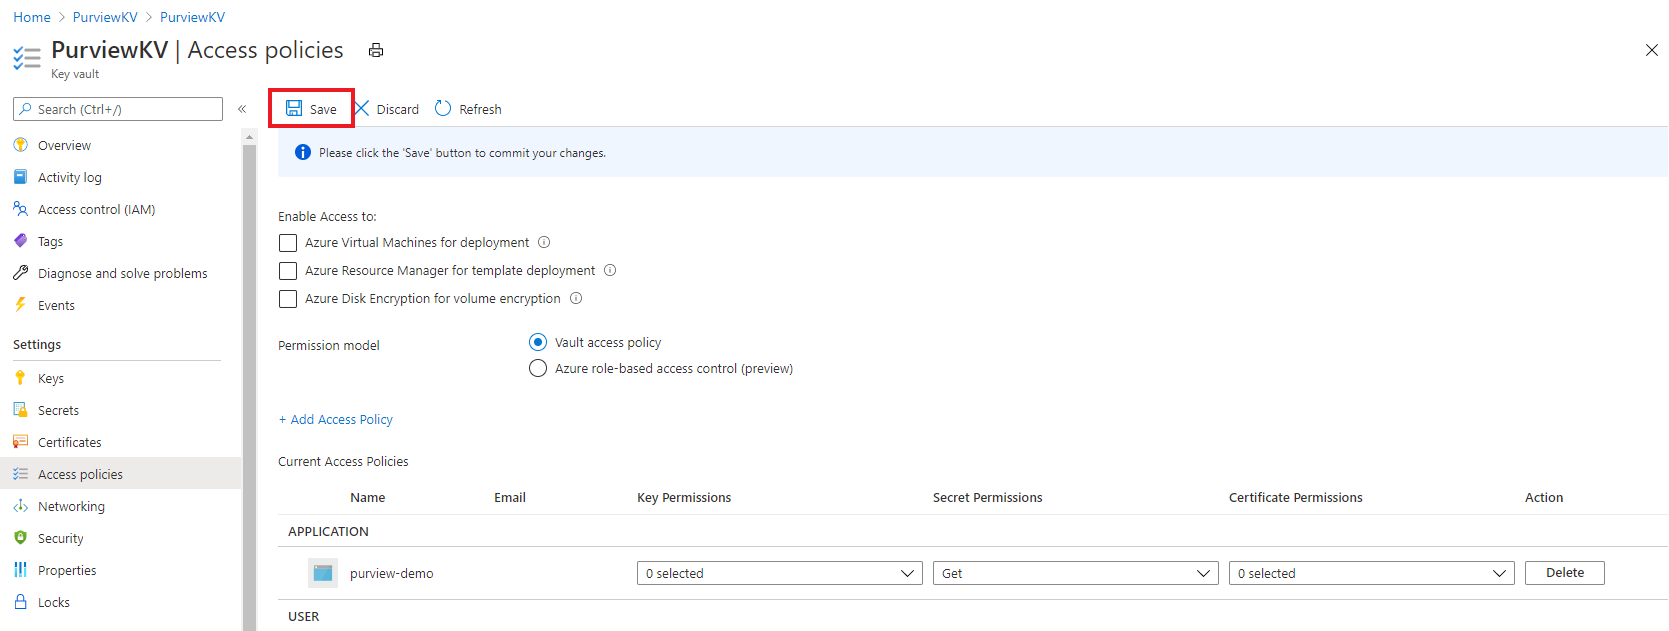 Home > PurviewKV > PurviewKV
PurviewKV | Access policies
Key vault
Search (Ctrl+/)
«
Save
Discard
Refresh
Overview
Activity log
Access control (IAM)
Tags
Diagnose and solve problems
Events
Settings
Keys
Secrets
Certificates
Access policies
Networking
Security
Properties
Locks
Please click the 'Save' button to commit your changes.
Enable Access to:
Azure Virtual Machines for deployment
Azure Resource Manager for template deployment
Azure Disk Encryption for volume encryption
Permission model
Vault access policy
Azure role-based access control (preview)
+ Add Access Policy
Current Access Policies
Name Email Key Permissions Secret Permissions Certificate Permissions Action
APPLICATION
purview-demo 0 selected Get 0 selected Delete
USER